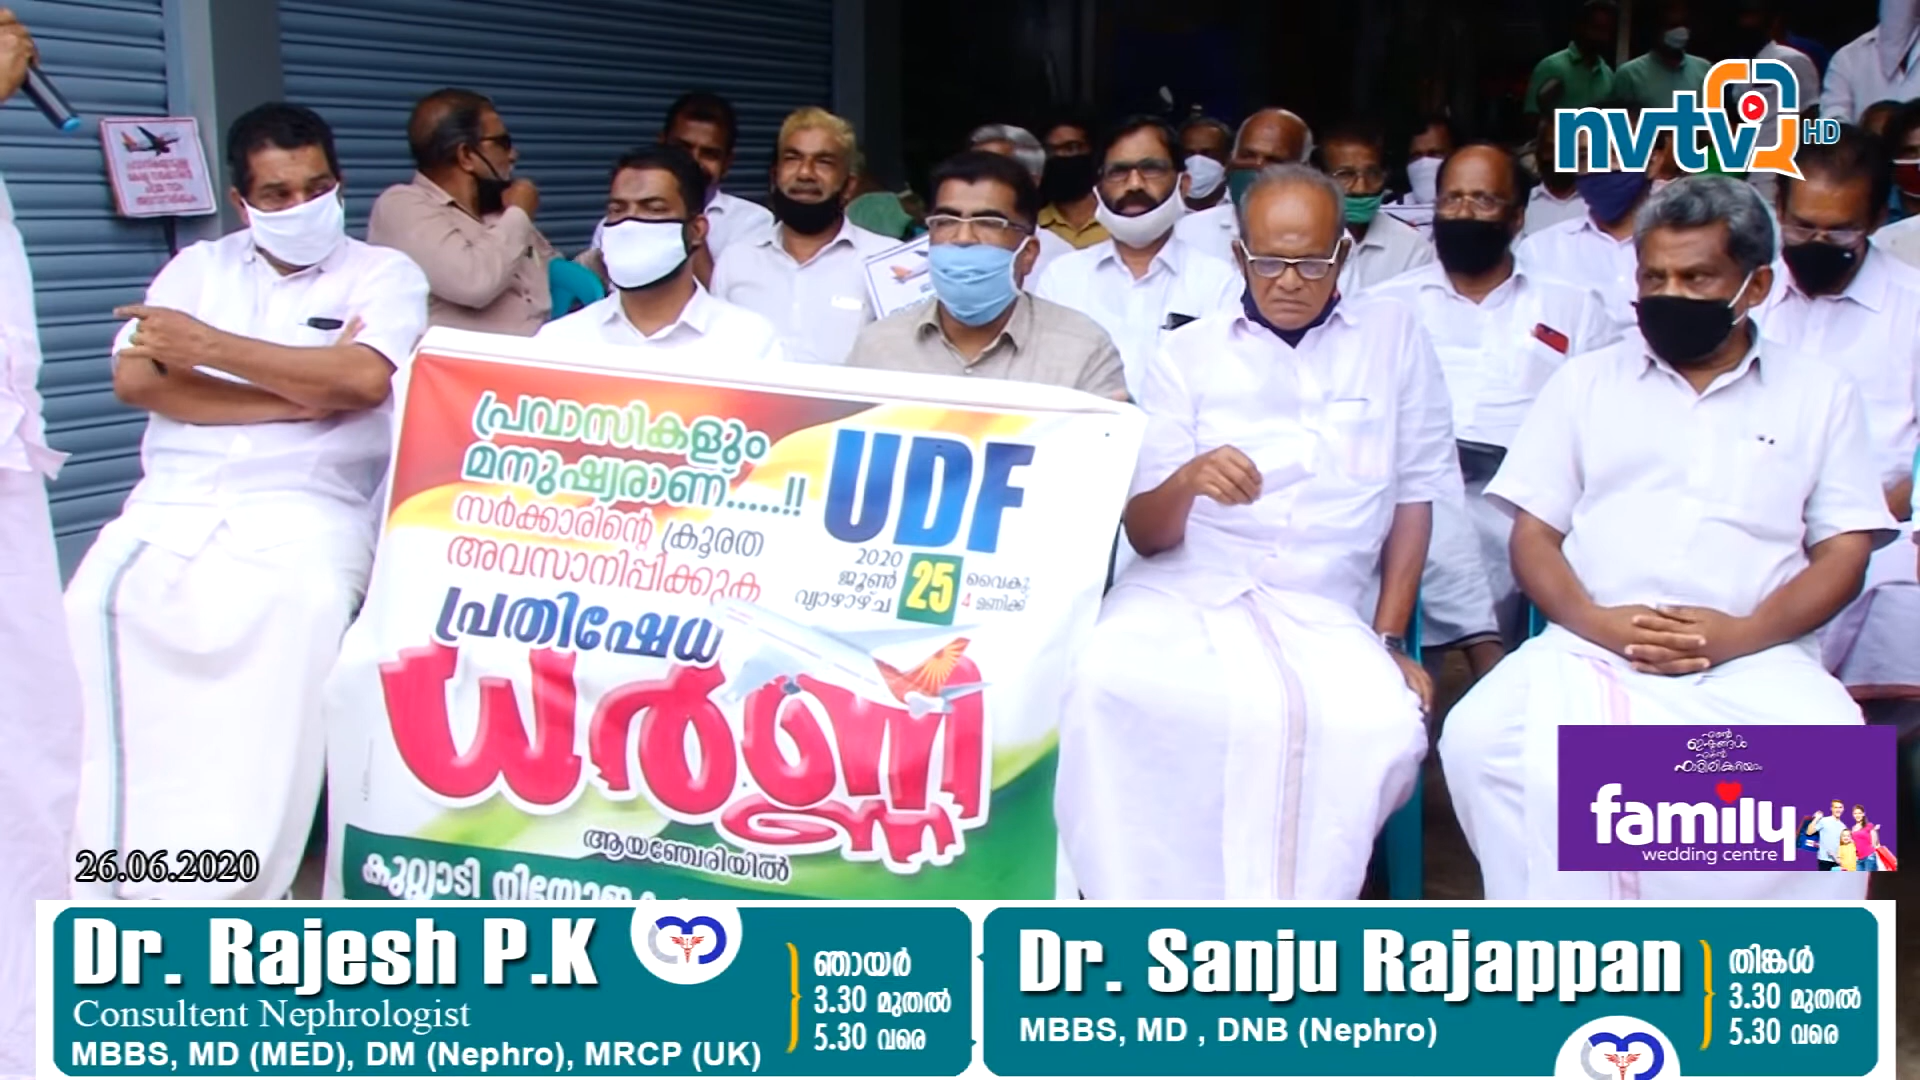 nvtv HD
പ്രവാസികളും
മനുഷ്യരാണ്.....!!
സർക്കാരിന്റെ ക്രൂരത
അവസാനിപ്പിക്കുക
UDF
2020
ജൂൺ 25 വൈകു
വ്യാഴാഴ്ച 4 മണിക്ക്
പ്രതിഷേധ
ധർണ്ണ
ആയഞ്ചേരിയിൽ
കുറ്റ്യാടി
26.06.2020
family
wedding centre
Dr. Rajesh P.K
Consultent Nephrologist
MBBS, MD (MED), DM (Nephro), MRCP (UK)
ഞായർ
3.30 മുതൽ
5.30 വരെ
Dr. Sanju Rajappan
MBBS, MD , DNB (Nephro)
തിങ്കൾ
3.30 മുതൽ
5.30 വരെ